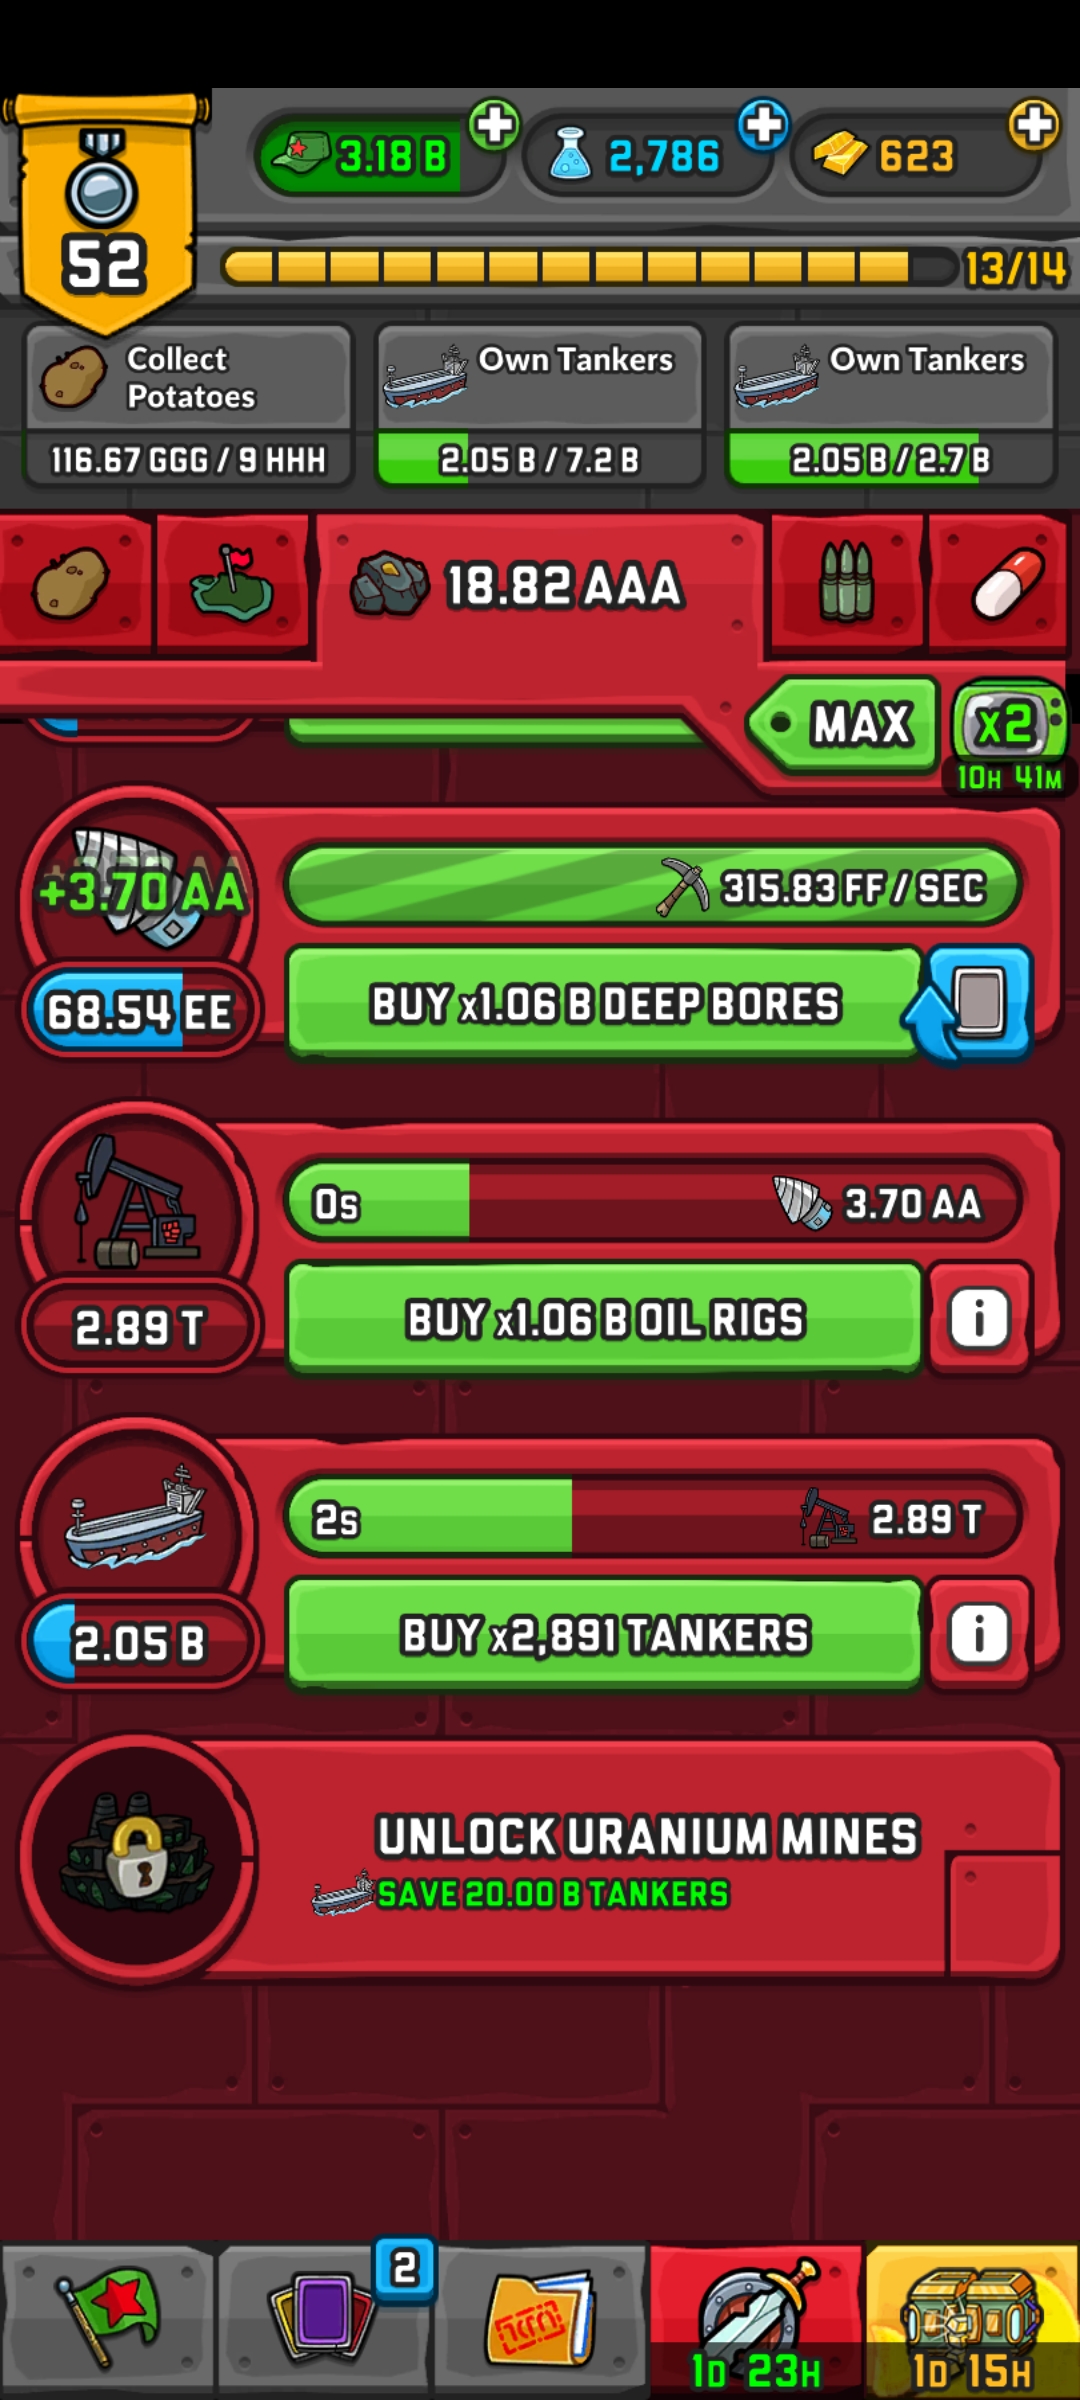 3.18 B
2,786
623
52
13/14
Collect
Potatoes
116.67 GGG / 9 HHH
Own Tankers
2.05 B / 7.2 B
Own Tankers
2.05 B / 2.7 B
18.82 AAA
MAX
x2
10H 41M
+3.70 AA
315.83 FF / SEC
68.54 EE
BUY x1.06 B DEEP BORES
0s
3.70 AA
2.89 T
BUY x1.06 B OIL RIGS
i
2s
2.89 T
2.05 B
BUY x2,891 TANKERS
i
UNLOCK URANIUM MINES
SAVE 20.00 B TANKERS
2
1D 23H
1D 15H